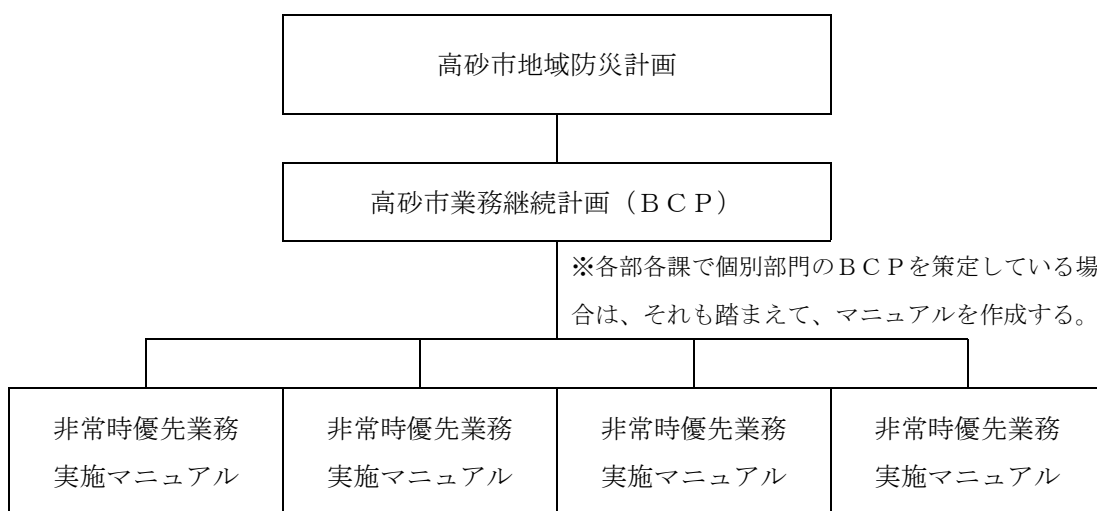 高砂市地域防災計画
高砂市業務継続計画（ＢＣＰ）
※各部各課で個別部門のＢＣＰを策定している場
合は、それも踏まえて、マニュアルを作成する。
非常時優先業務
実施マニュアル
非常時優先業務
実施マニュアル
非常時優先業務
実施マニュアル
非常時優先業務
実施マニュアル